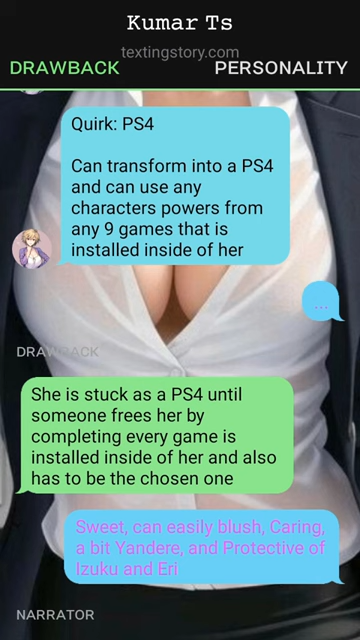 Kumar Ts
textingstory.com
DRAWBACK
PERSONALITY
Quirk: PS4
Can transform into a PS4
and can use any
characters powers from
any 9 games that is
installed inside of her
...
DRAWBACK
She is stuck as a PS4 until
someone frees her by
completing every game is
installed inside of her and also
has to be the chosen one
Sweet, can easily blush, Caring,
a bit Yandere, and Protective of
Izuku and Eri
NARRATOR